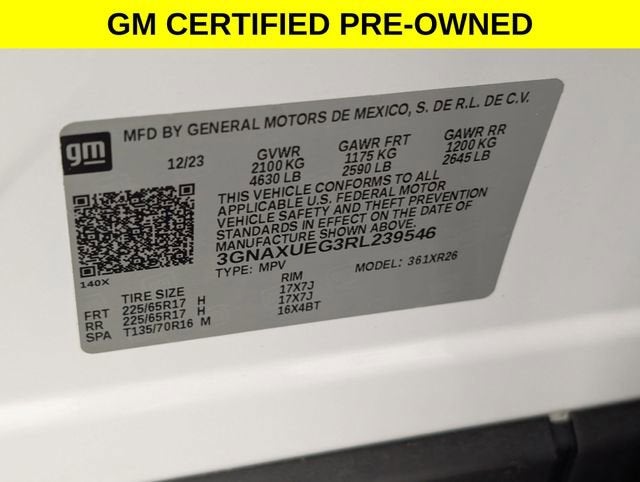 GM CERTIFIED PRE-OWNED
gm
MFD BY GENERAL MOTORS DE MEXICO, S. DE R.L. DE C.V.
12/23 GVWR GAWR FRT GAWR RR
2100 KG 1175 KG 1200 KG
4630 LB 2590 LB 2645 LB
THIS VEHICLE CONFORMS TO ALL
APPLICABLE U.S. FEDERAL MOTOR
VEHICLE SAFETY AND THEFT PREVENTION
STANDARDS IN EFFECT ON THE DATE OF
MANUFACTURE SHOWN ABOVE.
3GNAXUEG3RL239546
TYPE: MPV MODEL: 361XR26
140X
TIRE SIZE RIM
FRT 225/65R17 H 17X7J
RR 225/65R17 H 17X7J
SPA T135/70R16 M 16X4BT